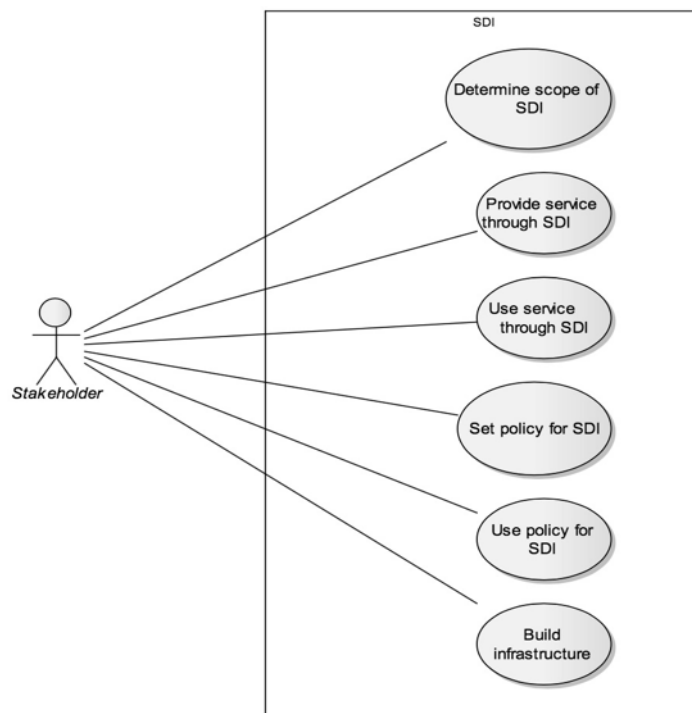 SDI
Determine scope of
SDI
Provide service
through SDI
Use service
through SDI
Stakeholder
Set policy for SDI
Use policy for
SDI
Build
infrastructure